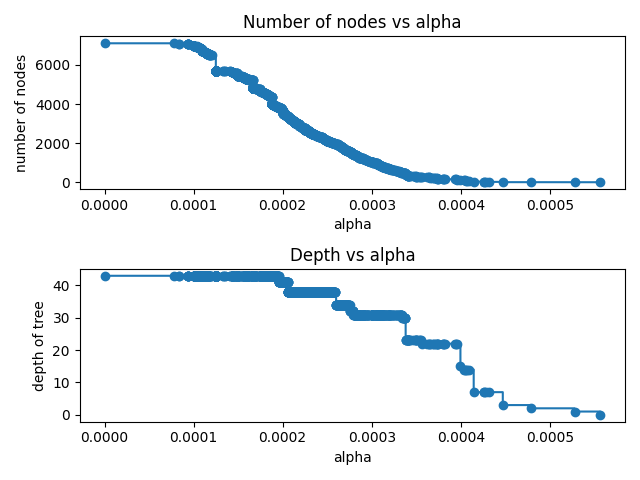 Number of nodes vs alpha
number of nodes
6000
4000
2000
0
0.0000 0.0001 0.0002 0.0003 0.0004 0.0005
alpha
Depth vs alpha
depth of tree
40
30
20
10
0
0.0000 0.0001 0.0002 0.0003 0.0004 0.0005
alpha